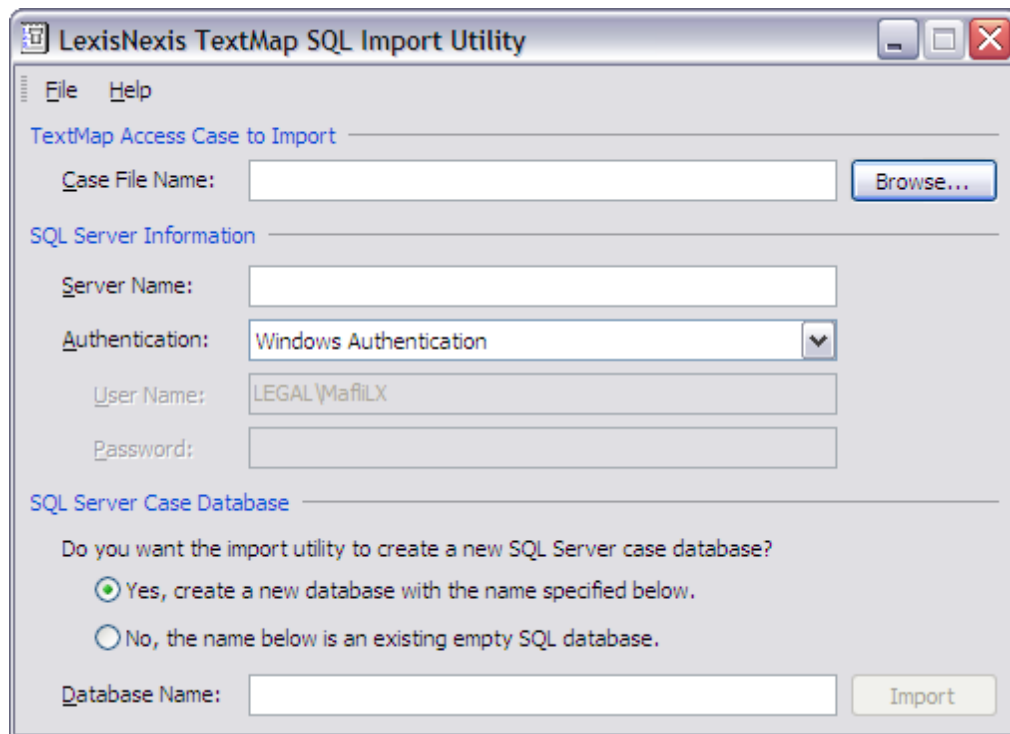 LexisNexis TextMap SQL Import Utility
File Help
TextMap Access Case to Import
Case File Name: Browse...
SQL Server Information
Server Name:
Authentication: Windows Authentication
User Name: LEGAL\MafliLX
Password:
SQL Server Case Database
Do you want the import utility to create a new SQL Server case database?
Yes, create a new database with the name specified below.
No, the name below is an existing empty SQL database.
Database Name: Import